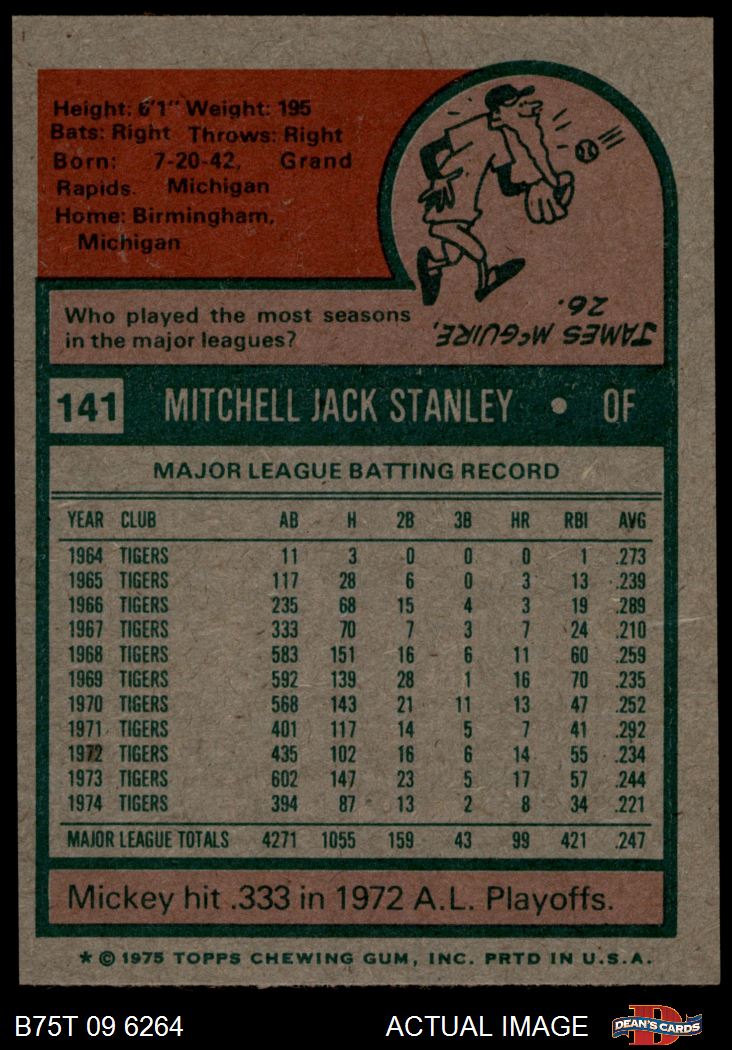 Height: 6'1" Weight: 195
Bats: Right Throws: Right
Born: 7-20-42, Grand
Rapids. Michigan
Home: Birmingham,
Michigan
Who played the most seasons
in the major leagues?
JAMES McGUIRE,
26.
141 MITCHELL JACK STANLEY • OF
MAJOR LEAGUE BATTING RECORD
YEAR CLUB AB H 2B 3B HR RBI AVG
1964 TIGERS 11 3 0 0 0 1 .273
1965 TIGERS 117 28 6 0 3 13 .239
1966 TIGERS 235 68 15 4 3 19 .289
1967 TIGERS 333 70 7 3 7 24 .210
1968 TIGERS 583 151 16 6 11 60 .259
1969 TIGERS 592 139 28 1 16 70 .235
1970 TIGERS 568 143 21 11 13 47 .252
1971 TIGERS 401 117 14 5 7 41 .292
1972 TIGERS 435 102 16 6 14 55 .234
1973 TIGERS 602 147 23 5 17 57 .244
1974 TIGERS 394 87 13 2 8 34 .221
MAJOR LEAGUE TOTALS 4271 1055 159 43 99 421 .247
Mickey hit .333 in 1972 A.L. Playoffs.
* © 1975 TOPPS CHEWING GUM, INC. PRTD IN U.S.A.
B75T 09 6264 ACTUAL IMAGE D DEAN'S CARDS